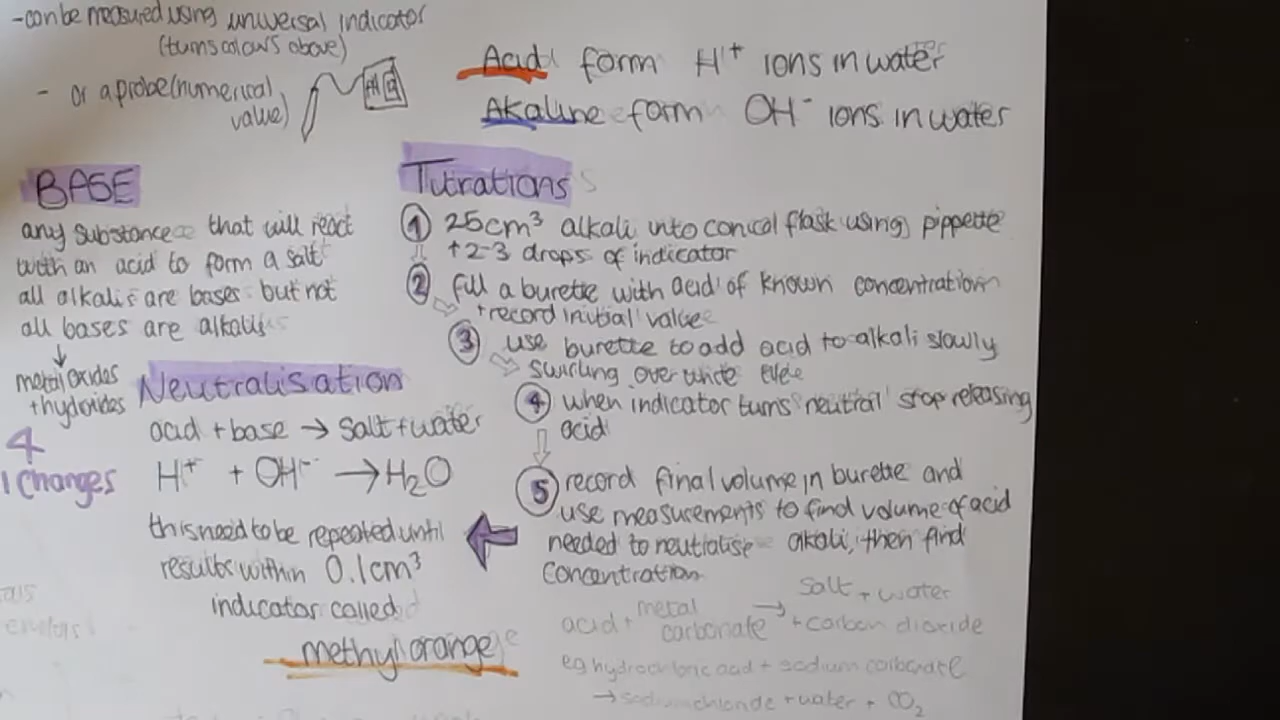 -can be measured using universal indicator
(turns colours above)
- or a probe (numerical
value)
PH
Acid form H⁺ ions in water
Akaline form OH⁻ ions in water
BASE
any substance that will react
with an acid to form a salt
all alkalis are bases but not
all bases are alkalis
↓
metal oxides
+ hydroxides
Neutralisation
acid + base → salt + water
H⁺ + OH⁻ → H₂O
this need to be repeated until
results within 0.1cm³
indicator called
methyl orange
4
changes
Titrations
① 25cm³ alkali into conical flask using pippette
+2-3 drops of indicator
② fill a burette with acid of known concentration
+record initial value
③ use burette to add acid to alkali slowly
swirling over white
④ when indicator turns neutral stop releasing
acid
⑤ record final volume in burette and
use measurements to find volume of acid
needed to neutralise alkali, then find
concentration
acid + metal carbonate → salt + water
+ carbon dioxide
eg hydrochloric acid + sodium carbonate
→ sodium chloride + water + CO₂